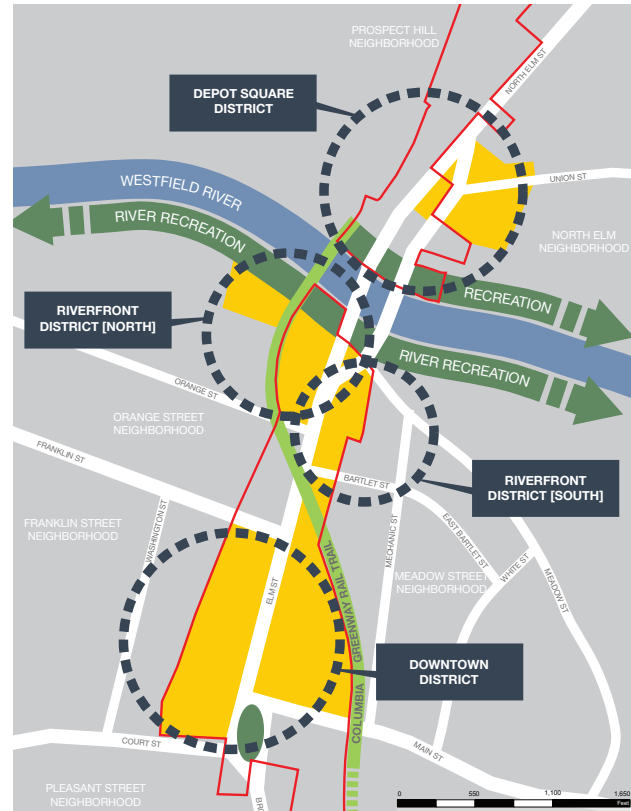 PROSPECT HILL
NEIGHBORHOOD
NORTH ELM ST
DEPOT SQUARE
DISTRICT
WESTFIELD RIVER
UNION ST
RIVER RECREATION
NORTH ELM
NEIGHBORHOOD
RECREATION
RIVERFRONT
DISTRICT [NORTH]
RIVER RECREATION
ORANGE ST
ORANGE STREET
NEIGHBORHOOD
FRANKLIN ST
BARTLET ST
RIVERFRONT
DISTRICT [SOUTH]
WASHINGTON ST
FRANKLIN STREET
NEIGHBORHOOD
MECHANIC ST
EAST BARTLET ST
WHITE ST
MEADOW ST
MEADOW STREET
NEIGHBORHOOD
ELM ST
COLUMBIA GREENWAY RAIL TRAIL
DOWNTOWN
DISTRICT
COURT ST
MAIN ST
PLEASANT STREET
NEIGHBORHOOD
0 550 1,100 1,650
Feet